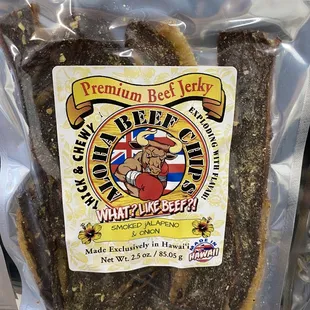 Premium Beef Jerky
THICK & CHEWY
ALOHA BEEF CHIPS
EXPLODING WITH FLAVOR!
WHAT? LIKE BEEF?!
SMOKED JALAPENO
& ONION
Made Exclusively in Hawai'i
Net Wt. 2.5 oz. / 85.05 g
MADE IN
HAWAII